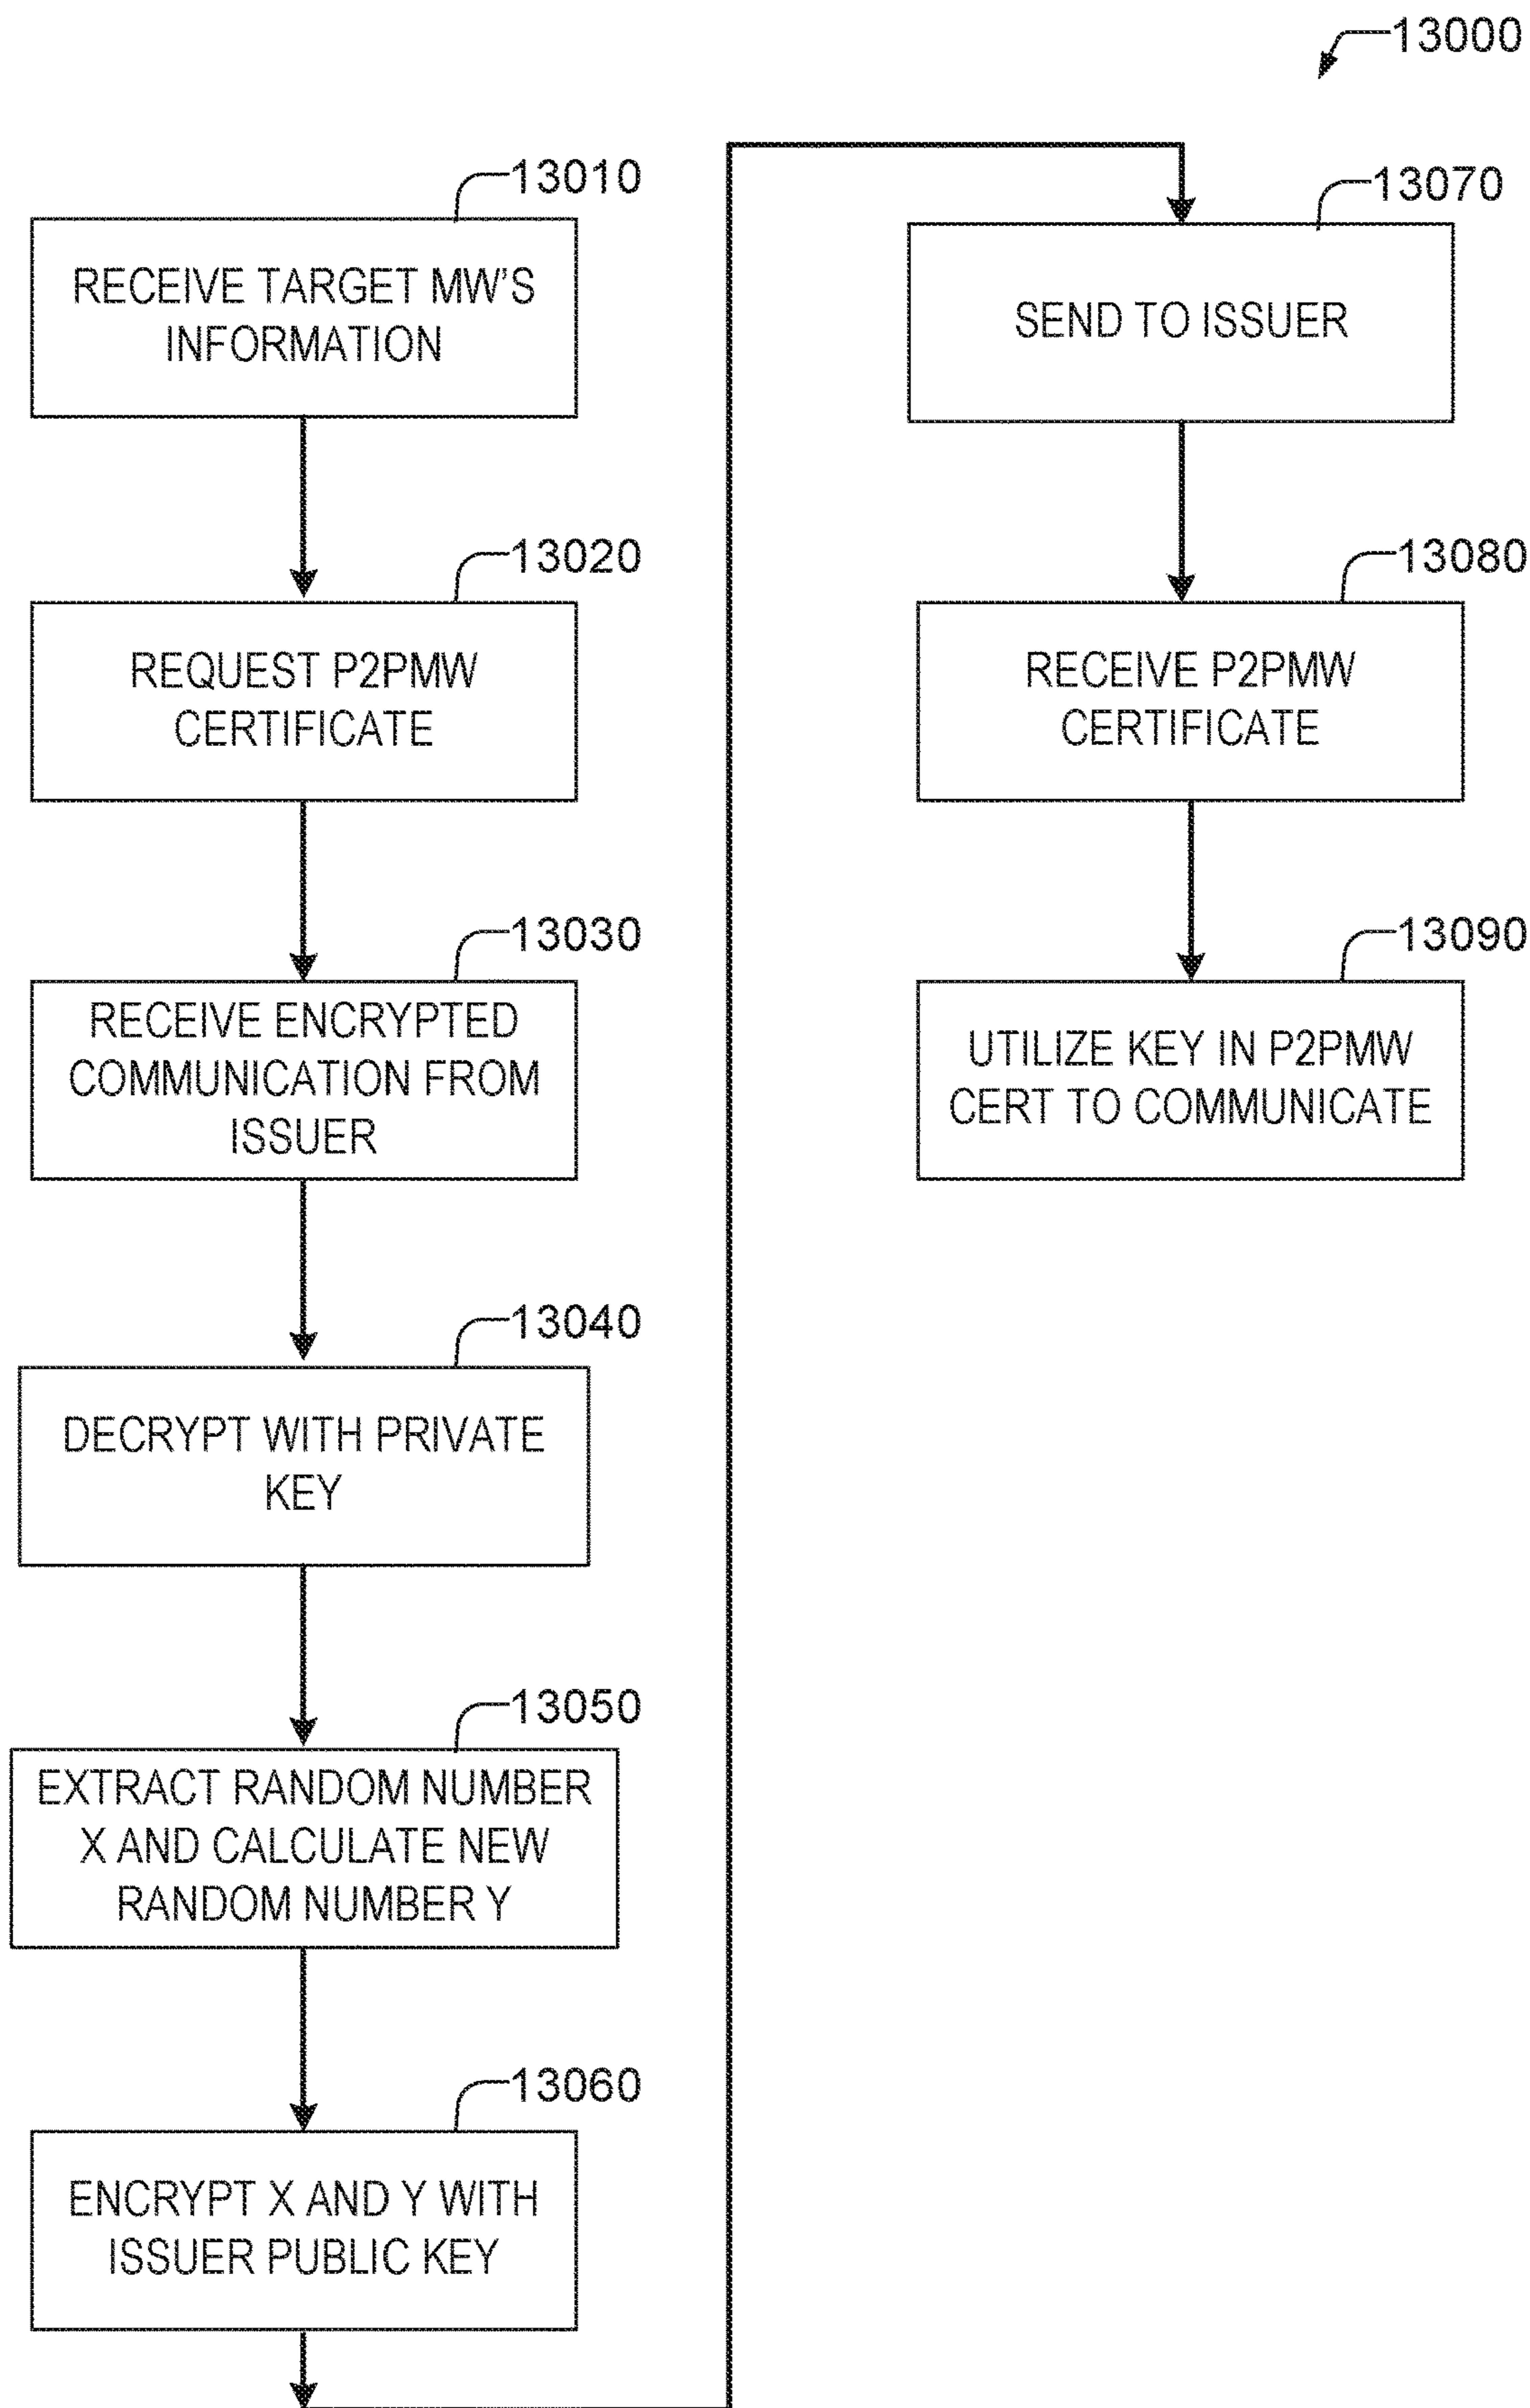 13000
13010
RECEIVE TARGET MW'S
INFORMATION
13020
REQUEST P2PMW
CERTIFICATE
13030
RECEIVE ENCRYPTED
COMMUNICATION FROM
ISSUER
13040
DECRYPT WITH PRIVATE
KEY
13050
EXTRACT RANDOM NUMBER
X AND CALCULATE NEW
RANDOM NUMBER Y
13060
ENCRYPT X AND Y WITH
ISSUER PUBLIC KEY
13070
SEND TO ISSUER
13080
RECEIVE P2PMW
CERTIFICATE
13090
UTILIZE KEY IN P2PMW
CERT TO COMMUNICATE